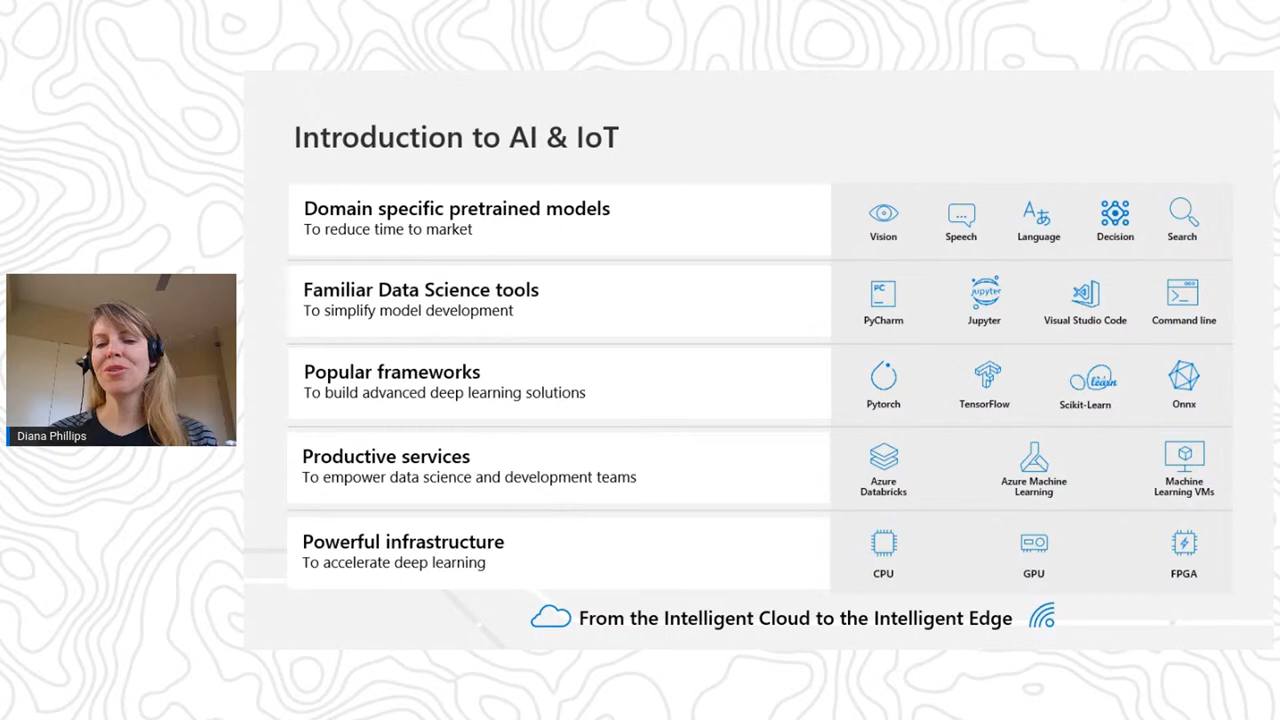 Introduction to AI & IoT
Domain specific pretrained models
To reduce time to market
Vision
Speech
Language
Decision
Search
Familiar Data Science tools
To simplify model development
PC
PyCharm
jupyter
Jupyter
Visual Studio Code
Command line
Popular frameworks
To build advanced deep learning solutions
Pytorch
TensorFlow
learn
Scikit-Learn
Onnx
Productive services
To empower data science and development teams
Azure
Databricks
Azure Machine
Learning
Machine
Learning VMs
Powerful infrastructure
To accelerate deep learning
CPU
GPU
FPGA
From the Intelligent Cloud to the Intelligent Edge
Diana Phillips